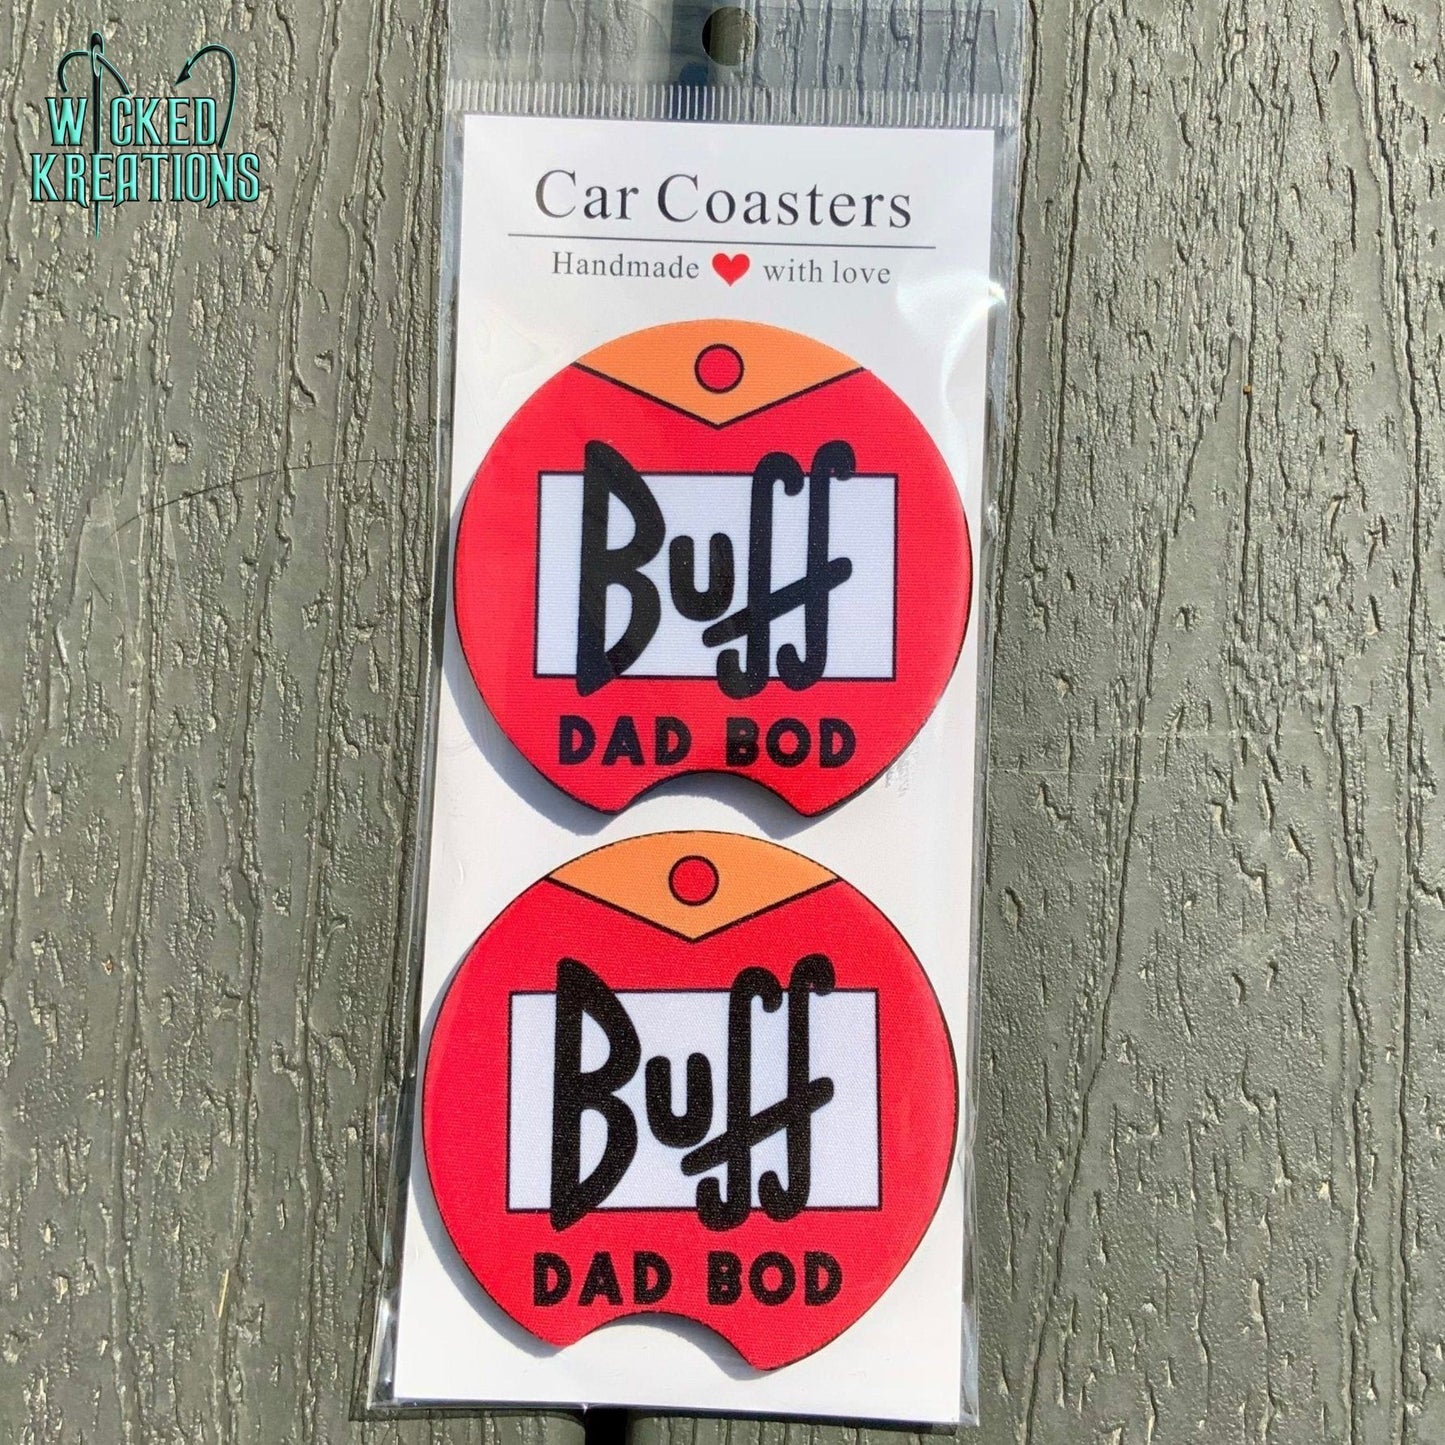 WICKED
KREATIONS
Car Coasters
Handmade with love
Buff
DAD BOD
Buff
DAD BOD